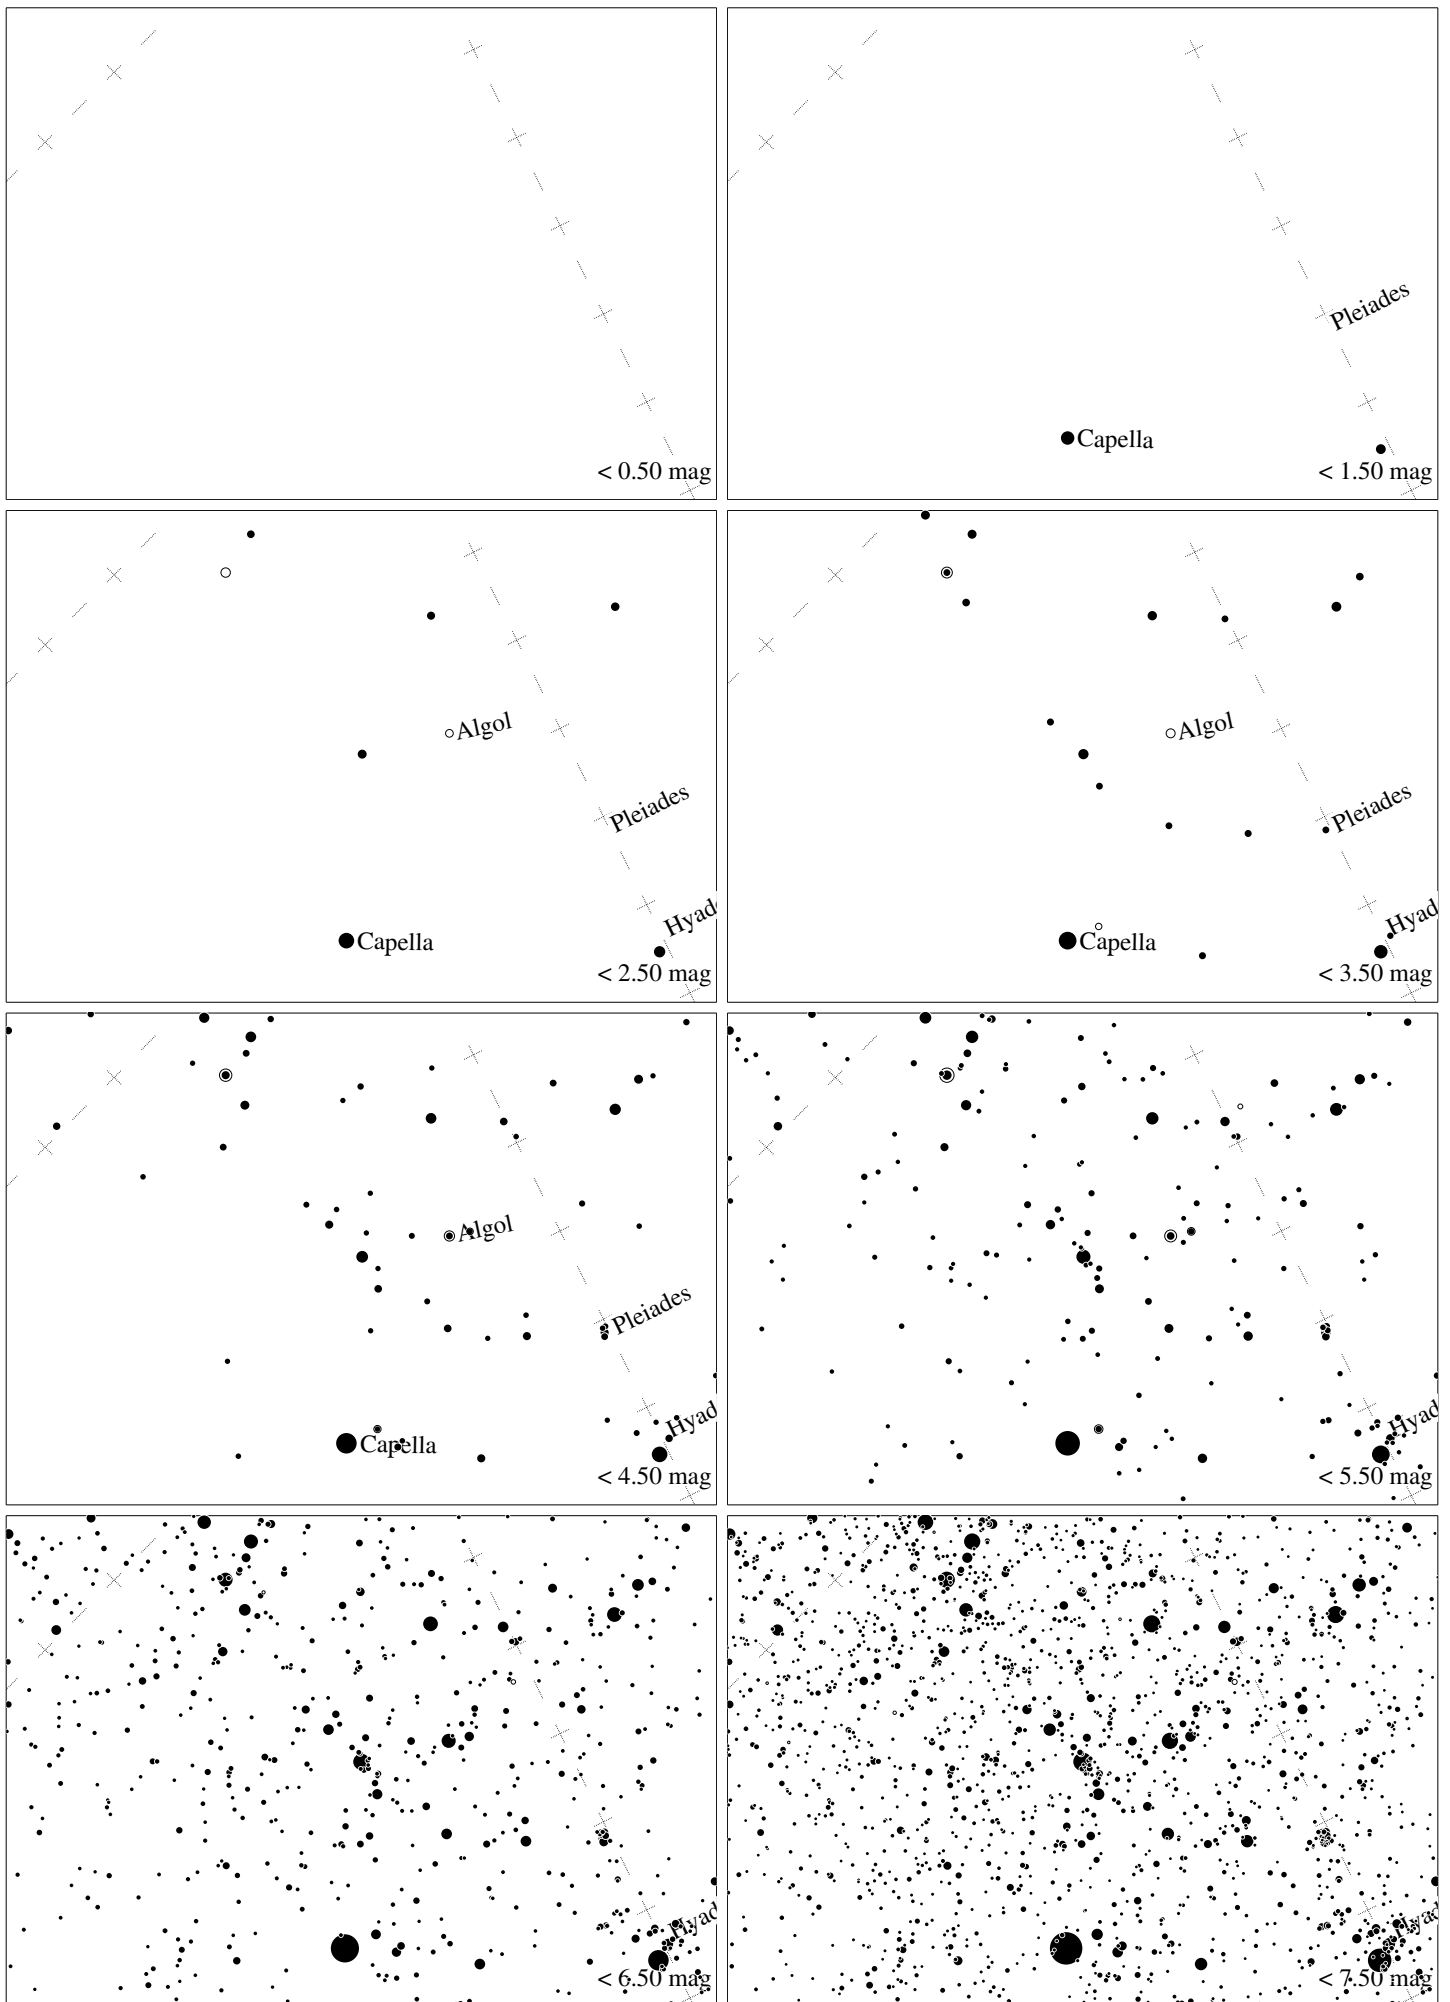 < 0.50 mag
Pleiades
Capella
< 1.50 mag
Algol
Pleiades
Hyad
Capella
< 2.50 mag
Algol
Pleiades
Hyad
Capella
< 3.50 mag
Algol
Pleiades
Hyad
Capella
< 4.50 mag
Hyad
< 5.50 mag
Hyad
< 6.50 mag
Hyad
< 7.50 mag